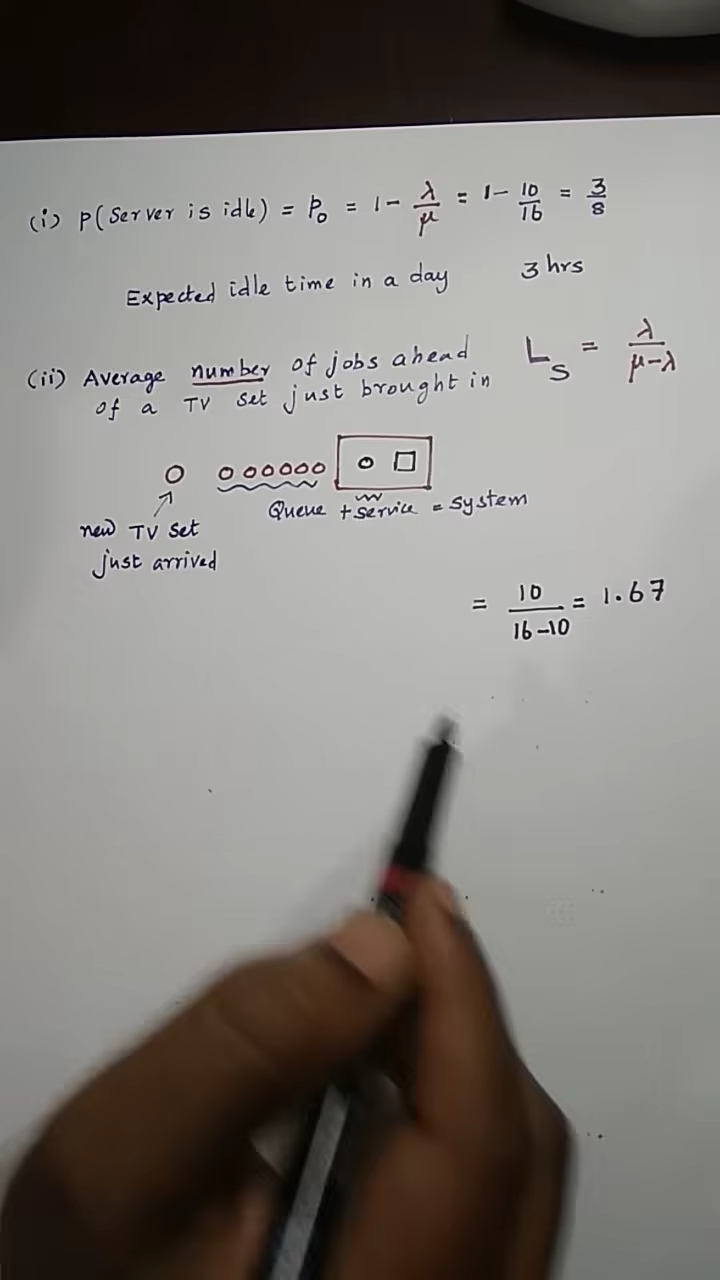 (i) P(Server is idle) = P₀ = 1 - λ/μ = 1 - 10/16 = 3/8
Expected idle time in a day 3 hrs
(ii) Average number of jobs ahead
of a TV set just brought in
L_S = λ/(μ-λ)
Queue + service = system
new TV set
just arrived
= 10/(16-10) = 1.67